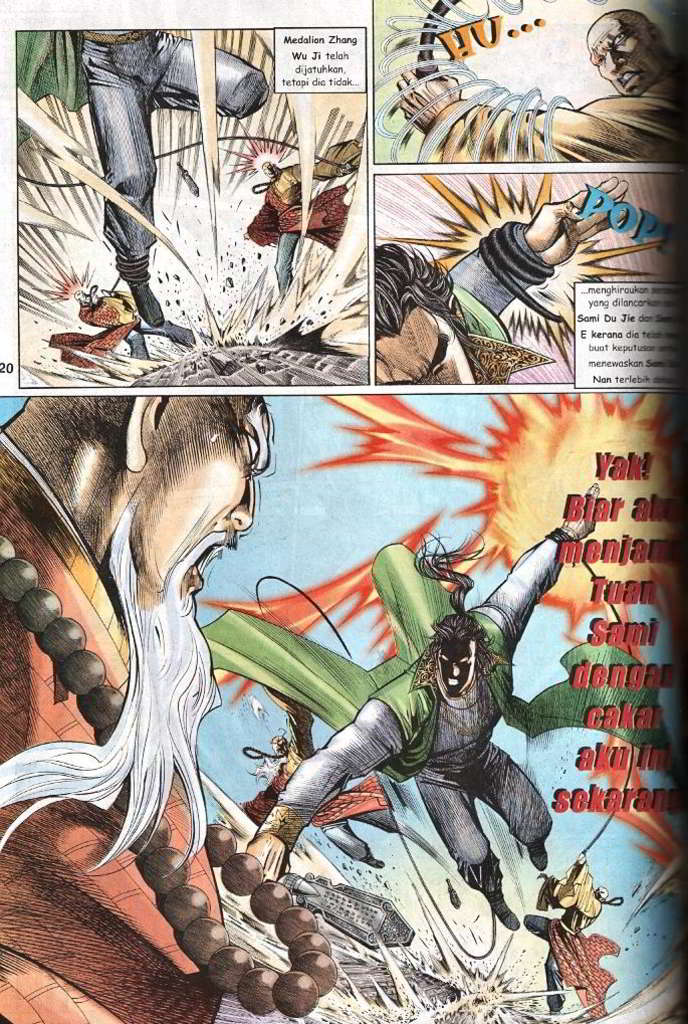 Medalion Zhang
Wu Ji telah
dijatuhkan,
tetapi dia tidak...
HU...
POP!
...menghiraukan
yang dilancarkan
Sami Du Jie dan
E kerana dia telah
buat keputusan
menewaskan Sami
Nan terlebih
20
Yak!
Biar aku
menjamu
Tuan
Sami
dengan
cakar
aku ini
sekarang